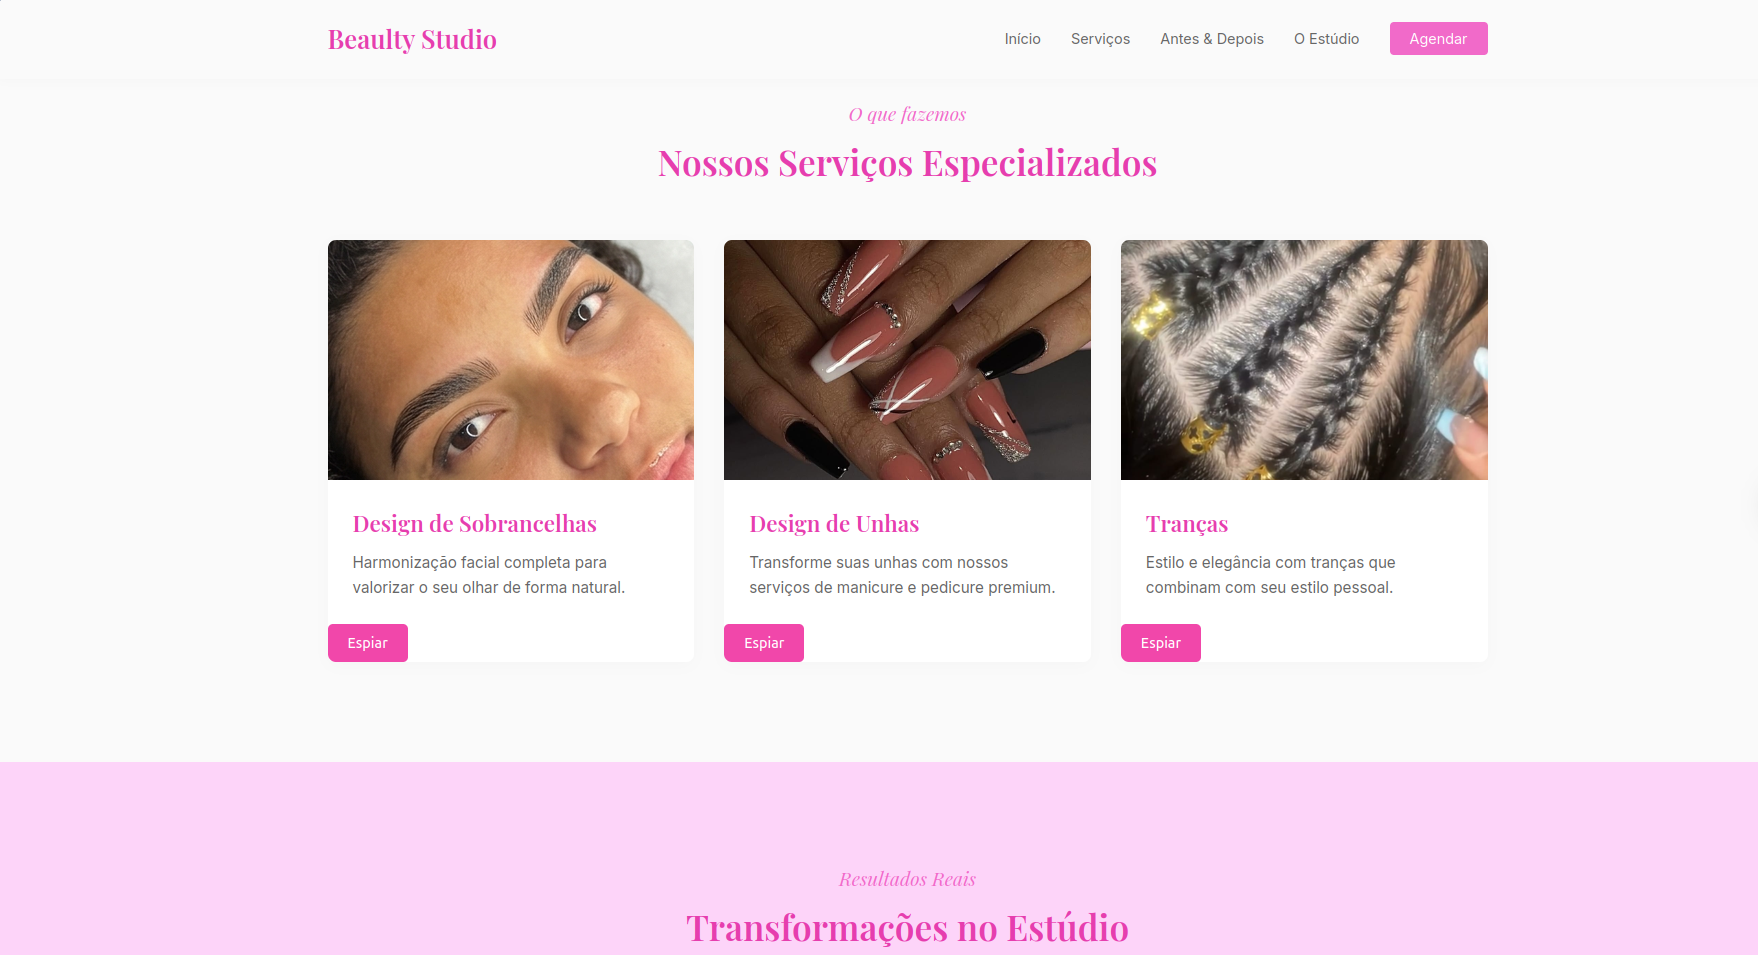 Beaulty Studio
Início
Serviços
Antes & Depois
O Estúdio
Agendar
O que fazemos
Nossos Serviços Especializados
Design de Sobrancelhas
Harmonização facial completa para
valorizar o seu olhar de forma natural.
Espiar
Design de Unhas
Transforme suas unhas com nossos
serviços de manicure e pedicure premium.
Espiar
Tranças
Estilo e elegância com tranças que
combinam com seu estilo pessoal.
Espiar
Resultados Reais
Transformações no Estúdio